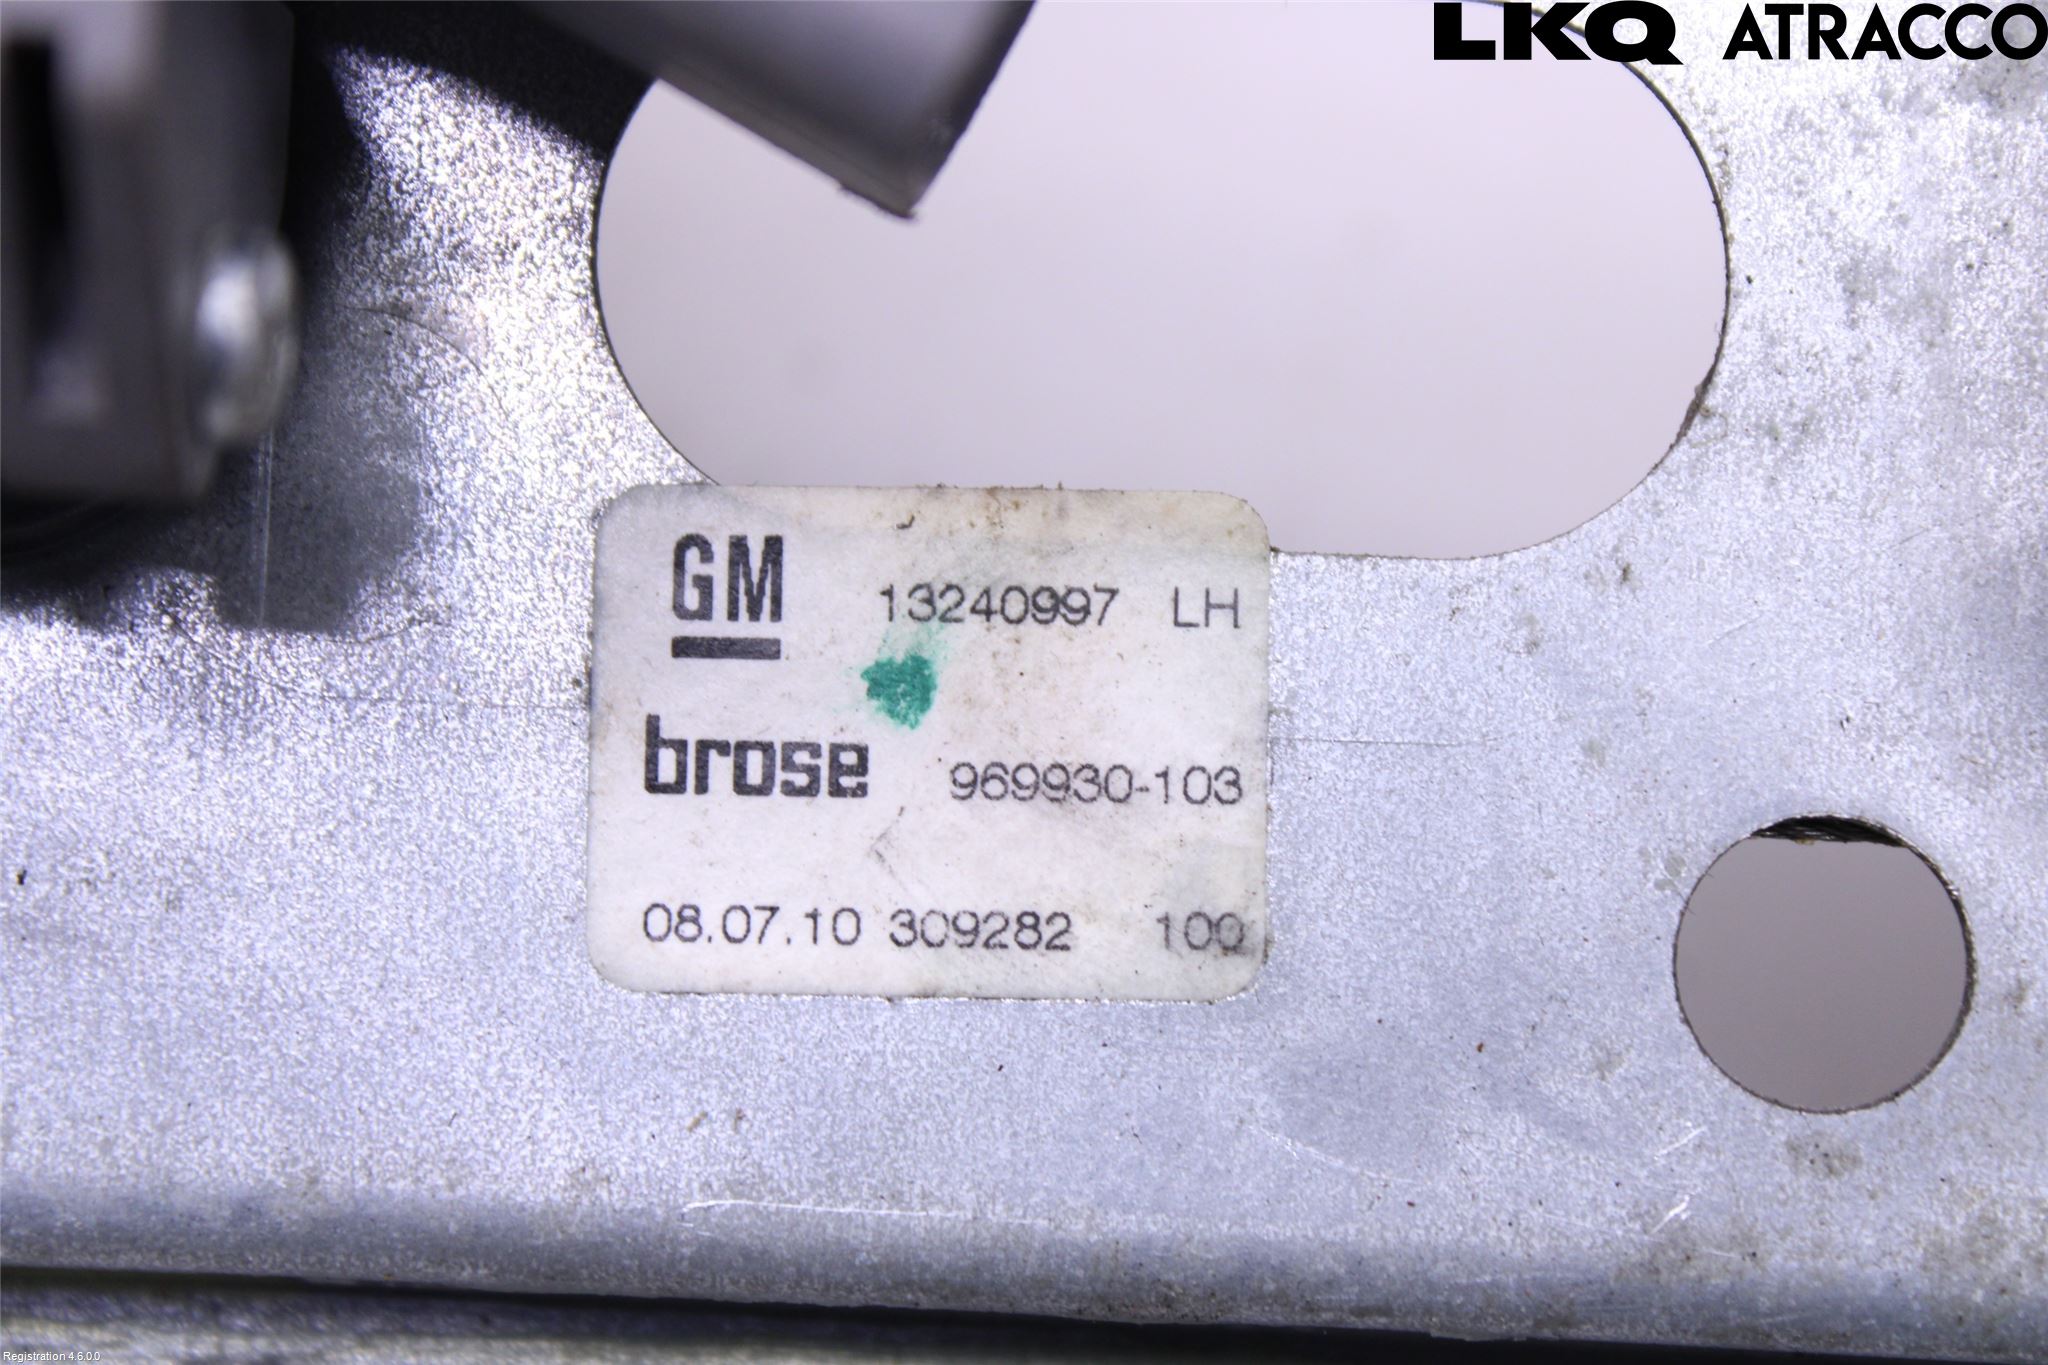 LKQ ATRACCO
GM 13240997 LH
brose 969930-103
08.07.10 309282 100
Registration 4.6.0.0